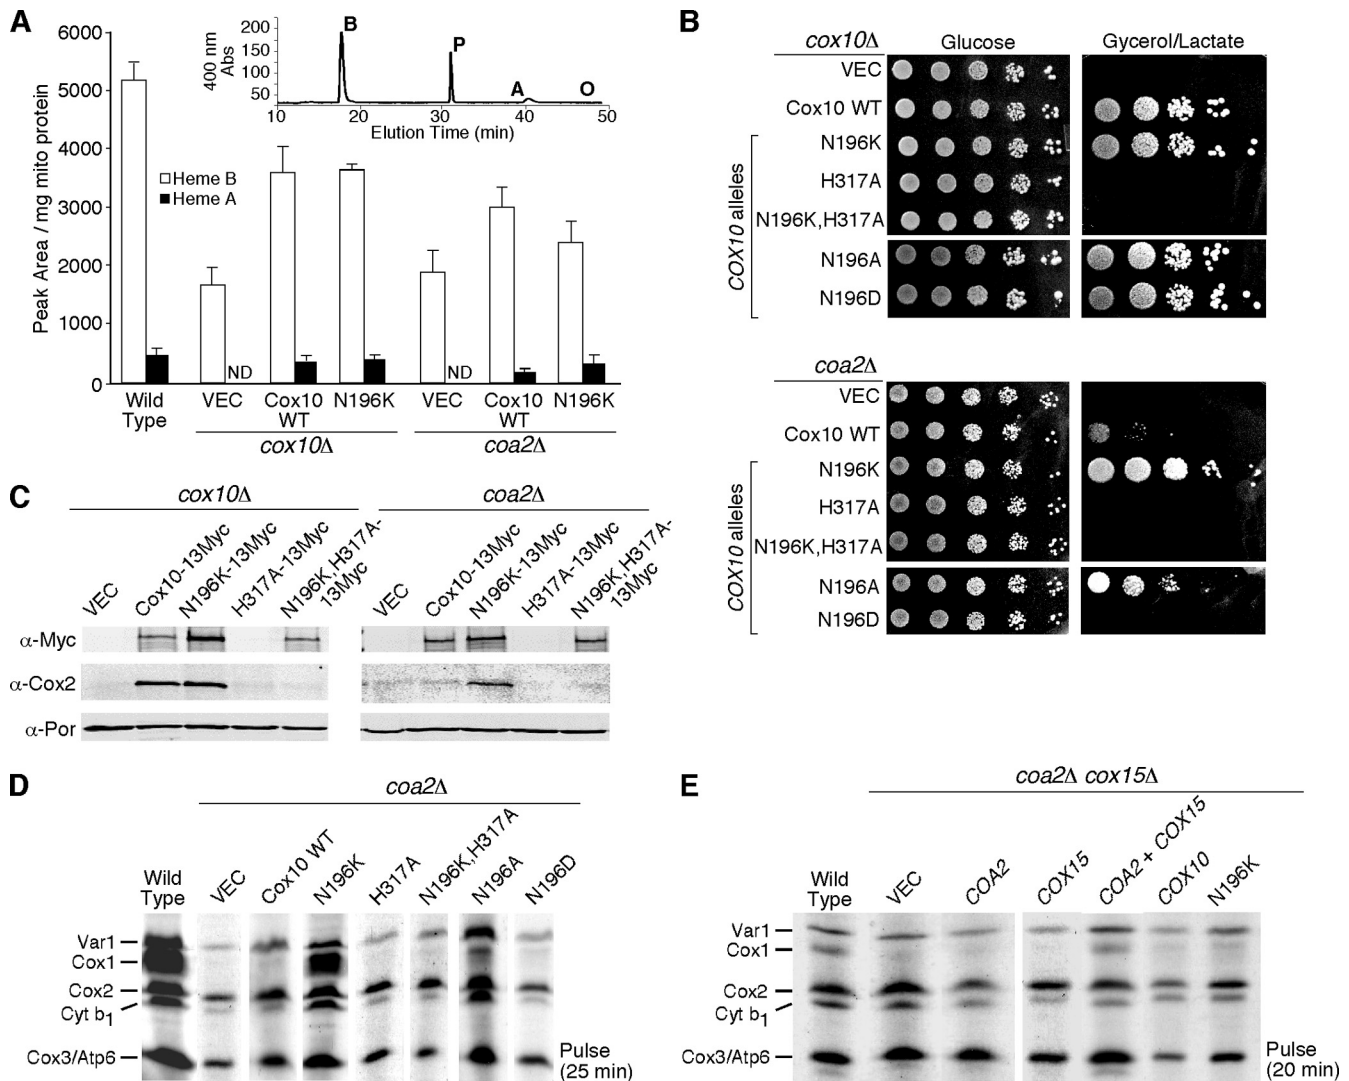 A
6000
5000
4000
3000
2000
1000
0
Peak Area / mg mito protein
200
150
100
50
400 nm
Abs
B
P
A
O
10 20 30 40 50
Elution Time (min)
Heme B
Heme A
ND
ND
Wild
Type
VEC
Cox10
WT
N196K
VEC
Cox10
WT
N196K
cox10Δ
coa2Δ
B
cox10Δ
Glucose
Gycerol/Lactate
VEC
Cox10 WT
N196K
H317A
N196K,H317A
N196A
N196D
COX10 alleles
coa2Δ
VEC
Cox10 WT
N196K
H317A
N196K,H317A
N196A
N196D
COX10 alleles
C
cox10Δ
coa2Δ
VEC
Cox10-13Myc
N196K-13Myc
H317A-13Myc
N196K,H317A-
13Myc
VEC
Cox10-13Myc
N196K-13Myc
H317A-13Myc
N196K,H317A-
13Myc
α-Myc
α-Cox2
α-Por
D
coa2Δ
Wild
Type
VEC
Cox10 WT
N196K
H317A
N196K,H317A
N196A
N196D
Var1
Cox1
Cox2
Cyt b1
Cox3/Atp6
Pulse
(25 min)
E
coa2Δ cox15Δ
Wild
Type
VEC
COA2
COX15
COA2 + COX15
COX10
N196K
Var1
Cox1
Cox2
Cyt b1
Cox3/Atp6
Pulse
(20 min)